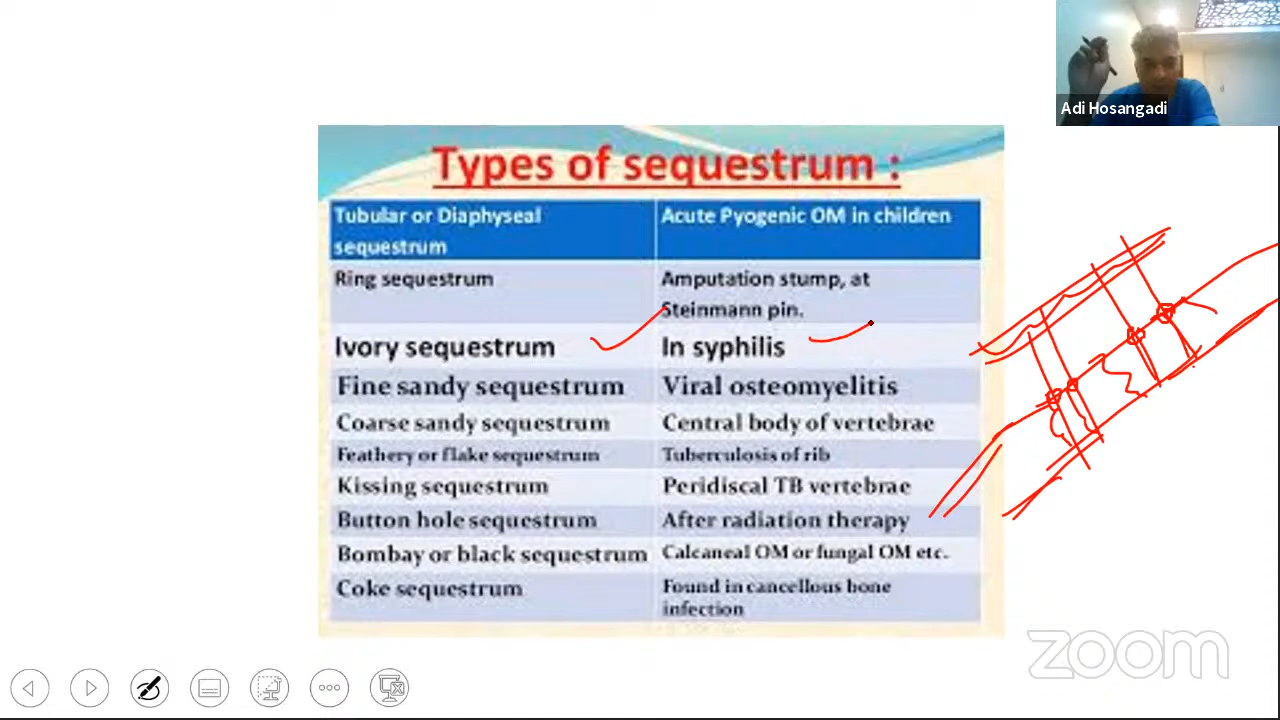 Adi Hosangadi
Types of sequestrum :
Tubular or Diaphyseal
sequestrum
Acute Pyogenic OM in children
Ring sequestrum
Amputation stump, at
Steinmann pin.
Ivory sequestrum
In syphilis
Fine sandy sequestrum
Viral osteomyelitis
Coarse sandy sequestrum
Central body of vertebrae
Feathery or flake sequestrum
Tuberculosis of rib
Kissing sequestrum
Peridiscal TB vertebrae
Button hole sequestrum
After radiation therapy
Bombay or black sequestrum
Calcaneal OM or fungal OM etc.
Coke sequestrum
Found in cancellous bone
infection
zoom